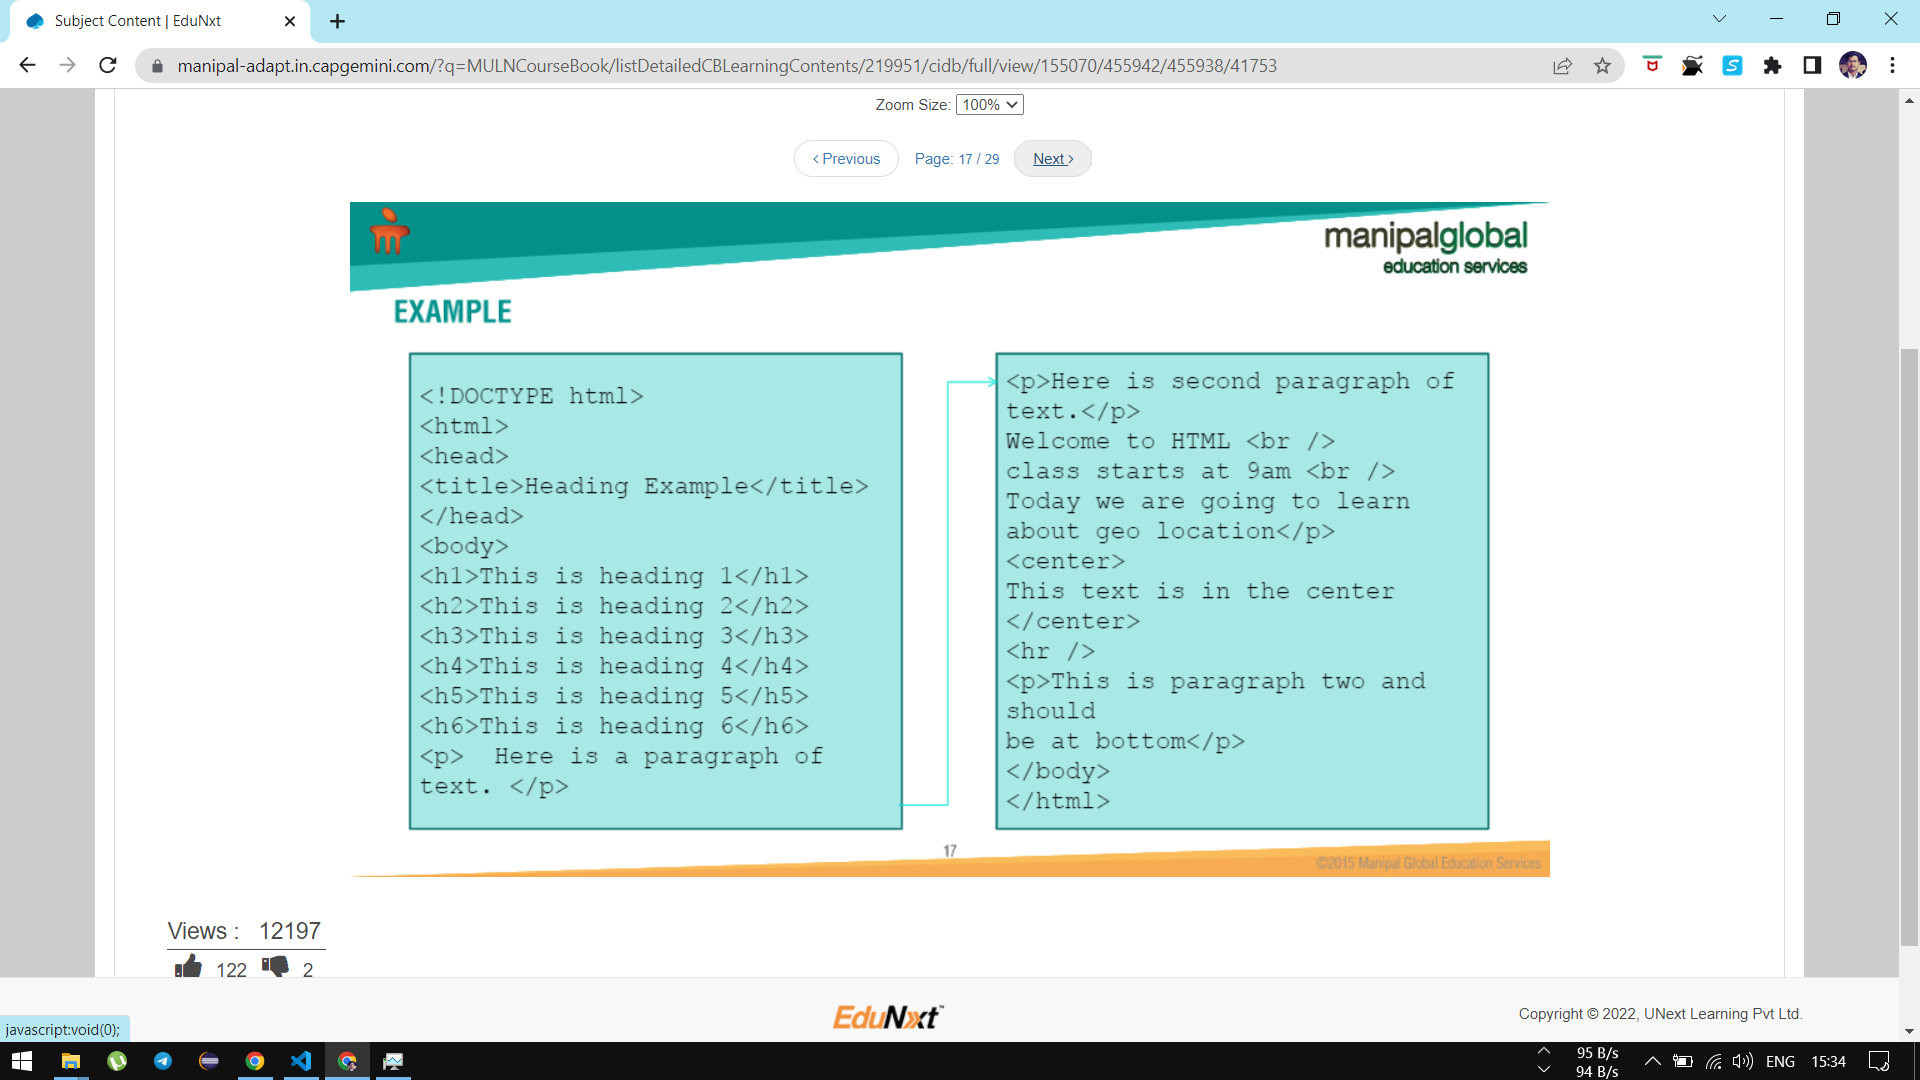 Subject Content | EduNxt
manipal-adapt.in.capgemini.com/?q=MULNCourseBook/listDetailedCBLearningContents/219951/cidb/full/view/155070/455942/455938/41753
Zoom Size: 100%
‹ Previous Page: 17 / 29 Next ›
manipalglobal
education services
EXAMPLE
<!DOCTYPE html>
<html>
<head>
<title>Heading Example</title>
</head>
<body>
<h1>This is heading 1</h1>
<h2>This is heading 2</h2>
<h3>This is heading 3</h3>
<h4>This is heading 4</h4>
<h5>This is heading 5</h5>
<h6>This is heading 6</h6>
<p>  Here is a paragraph of
text. </p>
<p>Here is second paragraph of
text.</p>
Welcome to HTML <br />
class starts at 9am <br />
Today we are going to learn
about geo location</p>
<center>
This text is in the center
</center>
<hr />
<p>This is paragraph two and
should
be at bottom</p>
</body>
</html>
17
©2015 Manipal Global Education Services
Views : 12197
122 2
EduNxt™
Copyright © 2022, UNext Learning Pvt Ltd.
javascript:void(0);
95 B/s
94 B/s
ENG 15:34